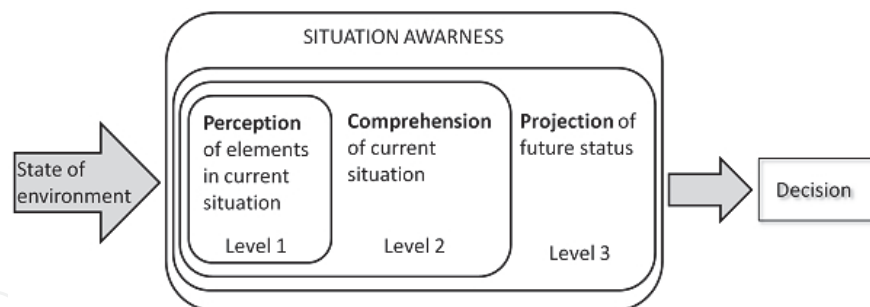 SITUATION AWARNESS
State of
environment
Perception
of elements
in current
situation
Level 1
Comprehension
of current
situation
Level 2
Projection of
future status
Level 3
Decision